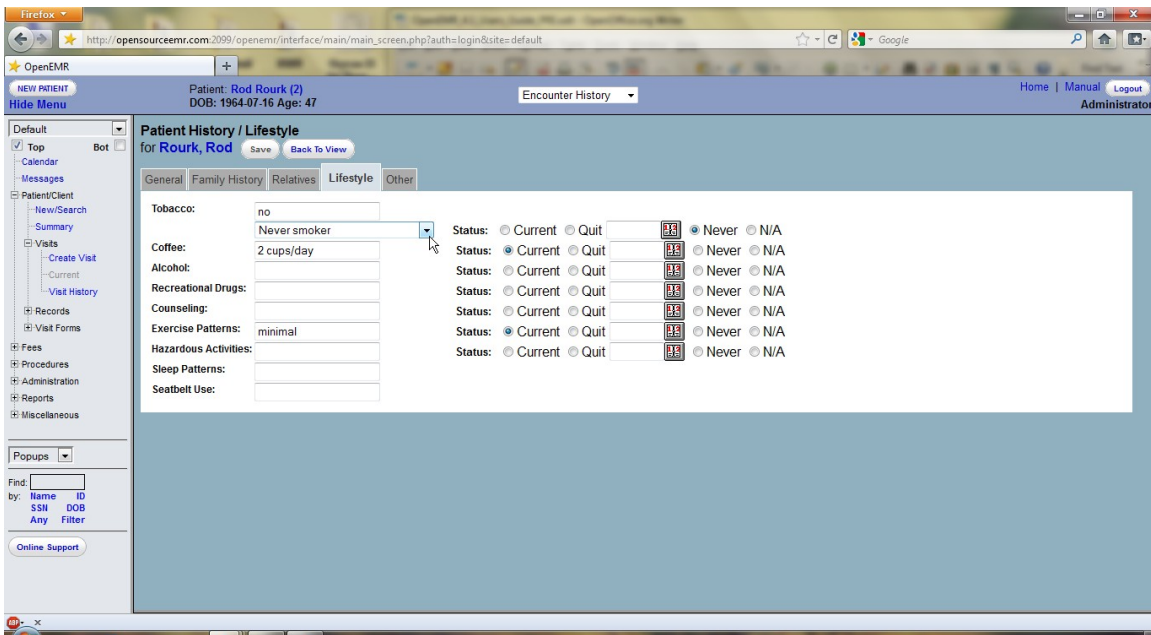 Firefox
http://opensourceemr.com:2099/openemr/interface/main/main_screen.php?auth=login&site=default
Google
OpenEMR
+
NEW PATIENT
Hide Menu
Patient: Rod Rourk (2)
DOB: 1964-07-16 Age: 47
Encounter History
Home | Manual Logout
Administrator
Default
Top Bot
Calendar
Messages
Patient/Client
New/Search
Summary
Visits
Create Visit
Current
Visit History
Records
Visit Forms
Fees
Procedures
Administration
Reports
Miscellaneous
Popups
Find:
by: Name ID
SSN DOB
Any Filter
Online Support
Patient History / Lifestyle
for Rourk, Rod Save Back To View
General Family History Relatives Lifestyle Other
Tobacco: no
Never smoker Status: Current Quit Never N/A
Coffee: 2 cups/day Status: Current Quit Never N/A
Alcohol: Status: Current Quit Never N/A
Recreational Drugs: Status: Current Quit Never N/A
Counseling: Status: Current Quit Never N/A
Exercise Patterns: minimal Status: Current Quit Never N/A
Hazardous Activities: Status: Current Quit Never N/A
Sleep Patterns:
Seatbelt Use:
ABP
x